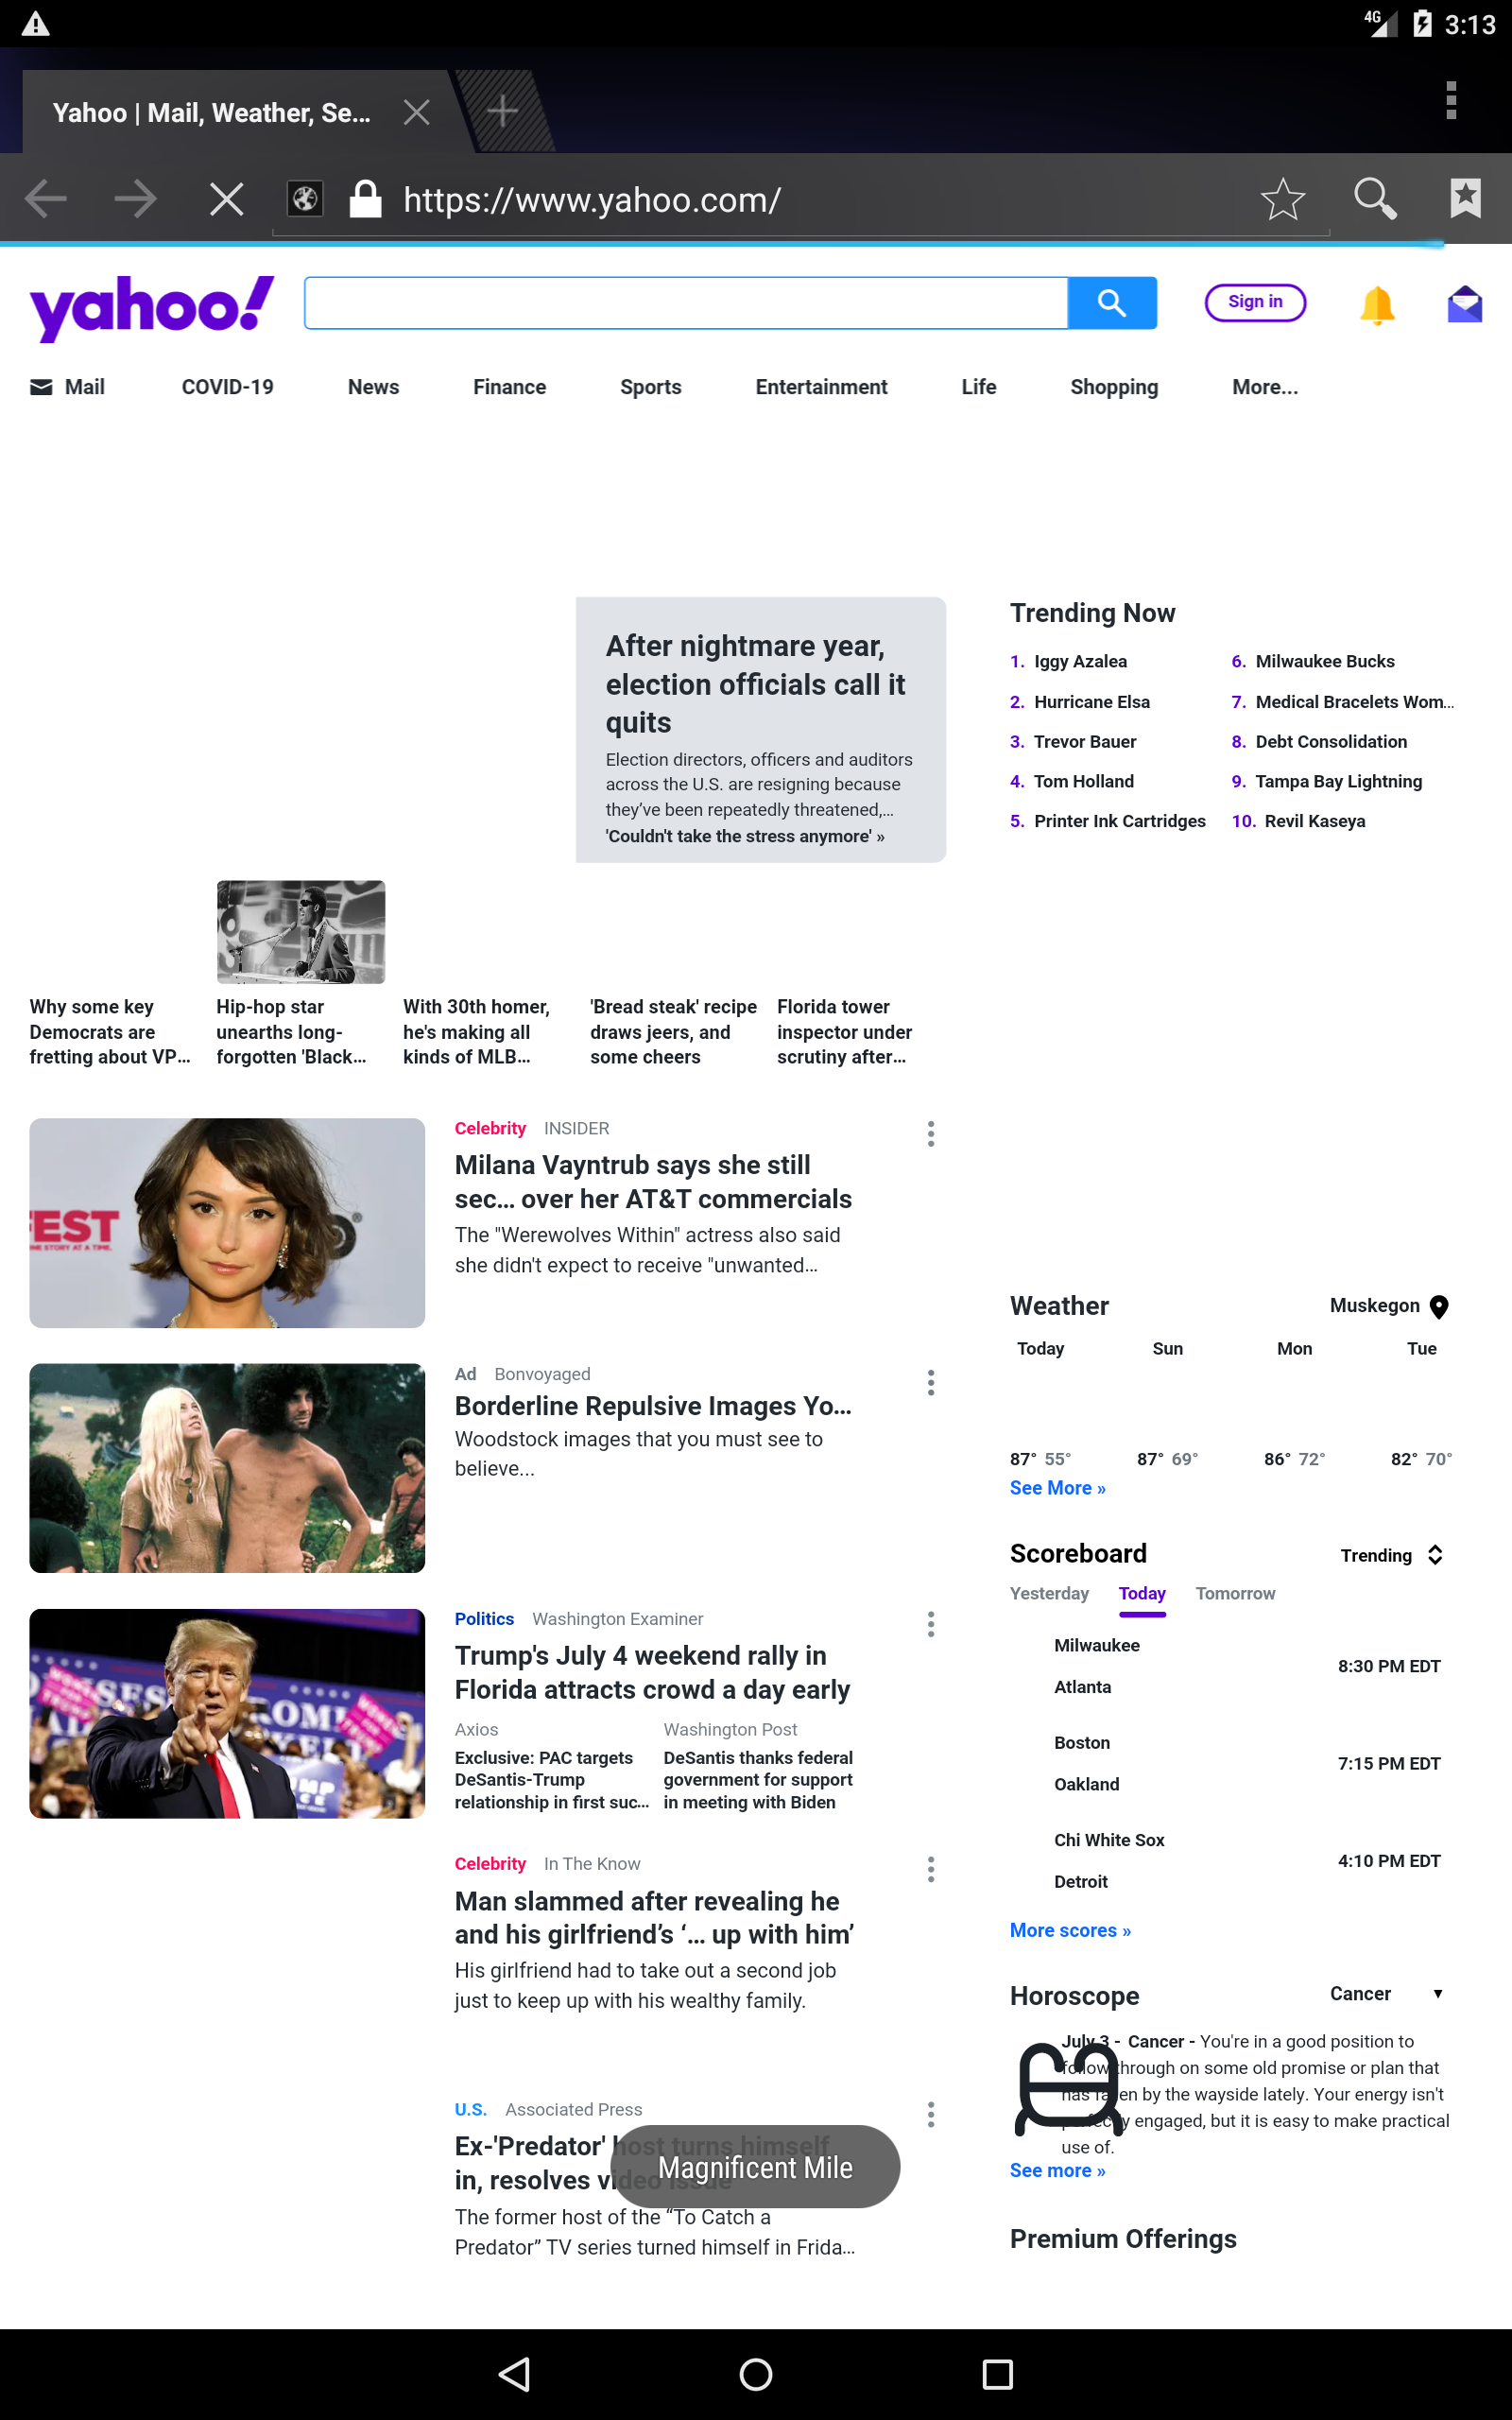 4G 3:13
Yahoo | Mail, Weather, Se...
https://www.yahoo.com/
yahoo!
Sign in
Mail COVID-19 News Finance Sports Entertainment Life Shopping More...
After nightmare year,
election officials call it
quits
Election directors, officers and auditors
across the U.S. are resigning because
they've been repeatedly threatened,...
'Couldn't take the stress anymore' »
Trending Now
1. Iggy Azalea
2. Hurricane Elsa
3. Trevor Bauer
4. Tom Holland
5. Printer Ink Cartridges
6. Milwaukee Bucks
7. Medical Bracelets Wom...
8. Debt Consolidation
9. Tampa Bay Lightning
10. Revil Kaseya
Why some key
Democrats are
fretting about VP...
Hip-hop star
unearths long-
forgotten 'Black...
With 30th homer,
he's making all
kinds of MLB...
'Bread steak' recipe
draws jeers, and
some cheers
Florida tower
inspector under
scrutiny after...
FEST
Celebrity INSIDER
Milana Vayntrub says she still
sec... over her AT&T commercials
The "Werewolves Within" actress also said
she didn't expect to receive "unwanted...
Ad Bonvoyaged
Borderline Repulsive Images Yo...
Woodstock images that you must see to
believe...
Politics Washington Examiner
Trump's July 4 weekend rally in
Florida attracts crowd a day early
Axios
Exclusive: PAC targets
DeSantis-Trump
relationship in first suc...
Washington Post
DeSantis thanks federal
government for support
in meeting with Biden
Celebrity In The Know
Man slammed after revealing he
and his girlfriend’s ‘... up with him’
His girlfriend had to take out a second job
just to keep up with his wealthy family.
U.S. Associated Press
Ex-'Predator' host turns himself
in, resolves video issue
The former host of the “To Catch a
Predator” TV series turned himself in Frida...
Weather Muskegon
Today Sun Mon Tue
87° 55° 87° 69° 86° 72° 82° 70°
See More »
Scoreboard Trending
Yesterday Today Tomorrow
Milwaukee
Atlanta
8:30 PM EDT
Boston
Oakland
7:15 PM EDT
Chi White Sox
Detroit
4:10 PM EDT
More scores »
Horoscope Cancer
July 3 - Cancer - You're in a good position to
follow through on some old promise or plan that
has fallen by the wayside lately. Your energy isn't
perfectly engaged, but it is easy to make practical
use of.
See more »
Premium Offerings
Magnificent Mile